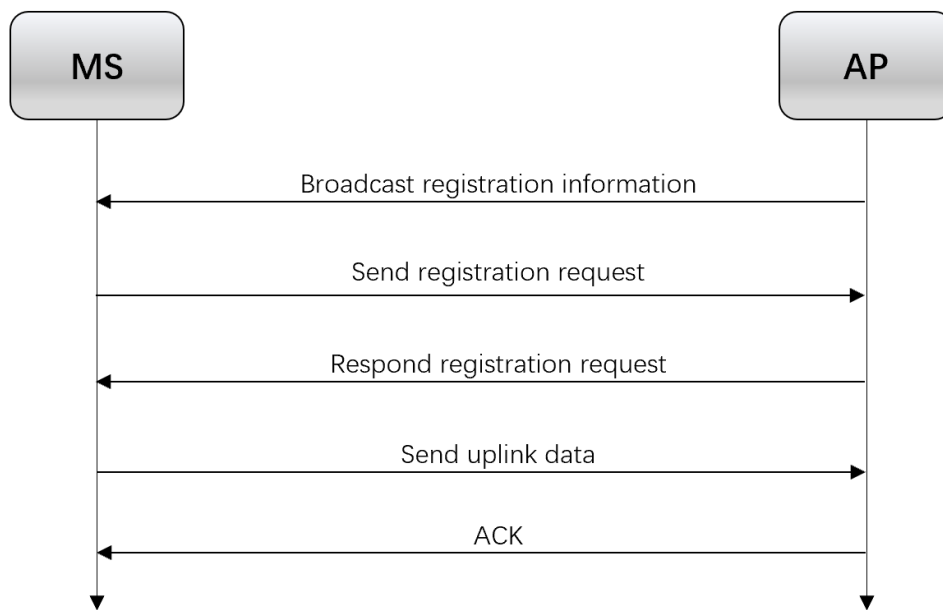 MS
AP
Broadcast registration information
Send registration request
Respond registration request
Send uplink data
ACK